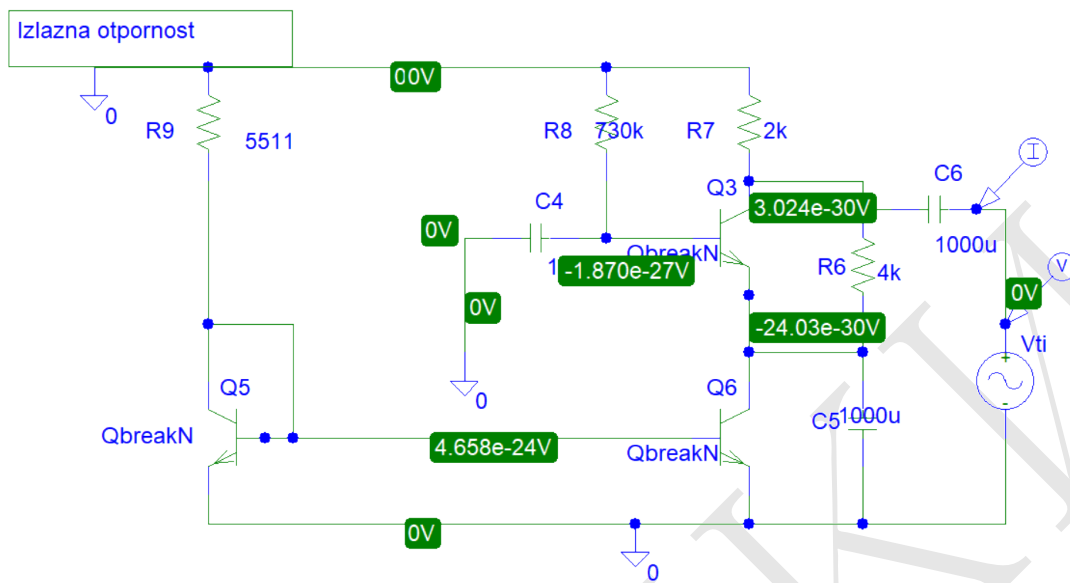 Izlazna otpornost
00V
0
R9
5511
R8
730k
R7
2k
I
C6
Q3
C4
3.024e-30V
0V
1000u
QbreakN
1
-1.870e-27V
R6
4k
V
0V
0V
-24.03e-30V
Vti
+
-
Q5
0
Q6
C5
1000u
QbreakN
4.658e-24V
QbreakN
0V
0